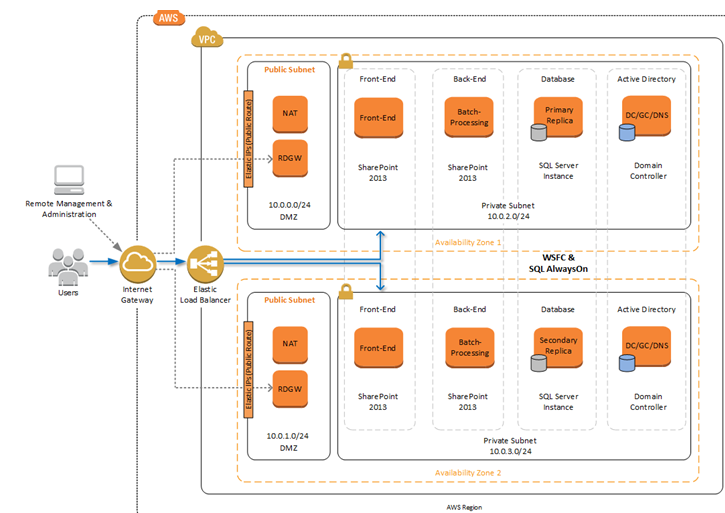 AWS
VPC
Public Subnet
Elastic IPs (Public Route)
NAT
RDGW
10.0.0.0/24
DMZ
Front-End
Back-End
Database
Active Directory
Front-End
Batch-
Processing
Primary
Replica
DC/GC/DNS
SharePoint
2013
SharePoint
2013
SQL Server
Instance
Domain
Controller
Private Subnet
10.0.2.0/24
Availability Zone 1
Remote Management &
Administration
Users
Internet
Gateway
Elastic
Load Balancer
WSFC &
SQL AlwaysOn
Public Subnet
Elastic IPs (Public Route)
NAT
RDGW
10.0.1.0/24
DMZ
Front-End
Back-End
Database
Active Directory
Front-End
Batch-
Processing
Secondary
Replica
DC/GC/DNS
SharePoint
2013
SharePoint
2013
SQL Server
Instance
Domain
Controller
Private Subnet
10.0.3.0/24
Availability Zone 2
AWS Region